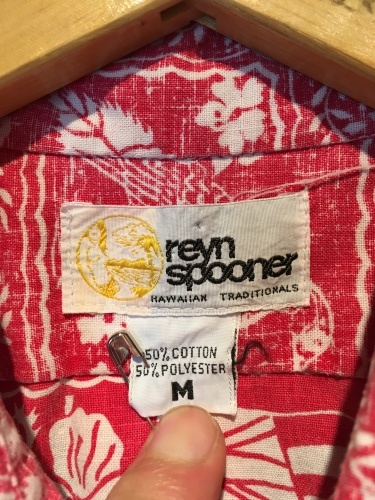 reyn
spooner
HAWAIIAN TRADITIONALS
50% COTTON
50% POLYESTER
M